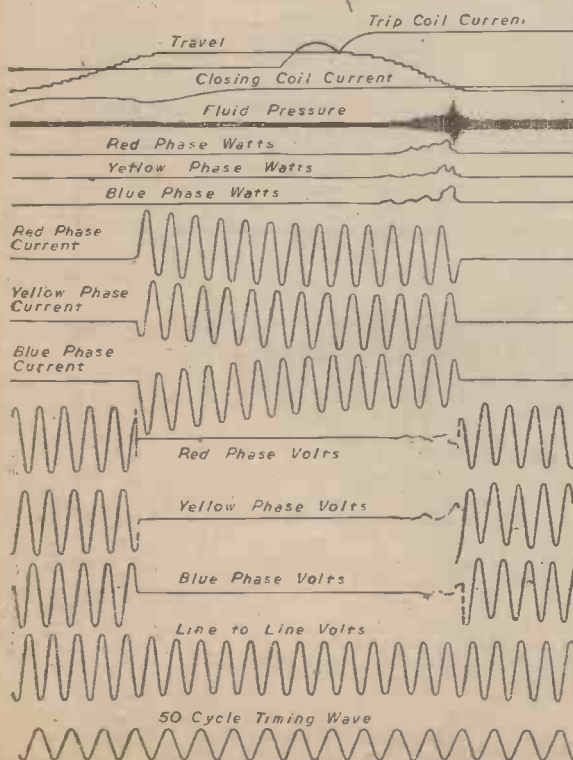 Trip Coil Current
Travel
Closing Coil Current
Fluid Pressure
Red Phase Watts
Yellow Phase Watts
Blue Phase Watts
Red Phase
Current
Yellow Phase
Current
Blue Phase
Current
Red Phase Volts
Yellow Phase Volts
Blue Phase Volts
Line to Line Volts
50 Cycle Timing Wave